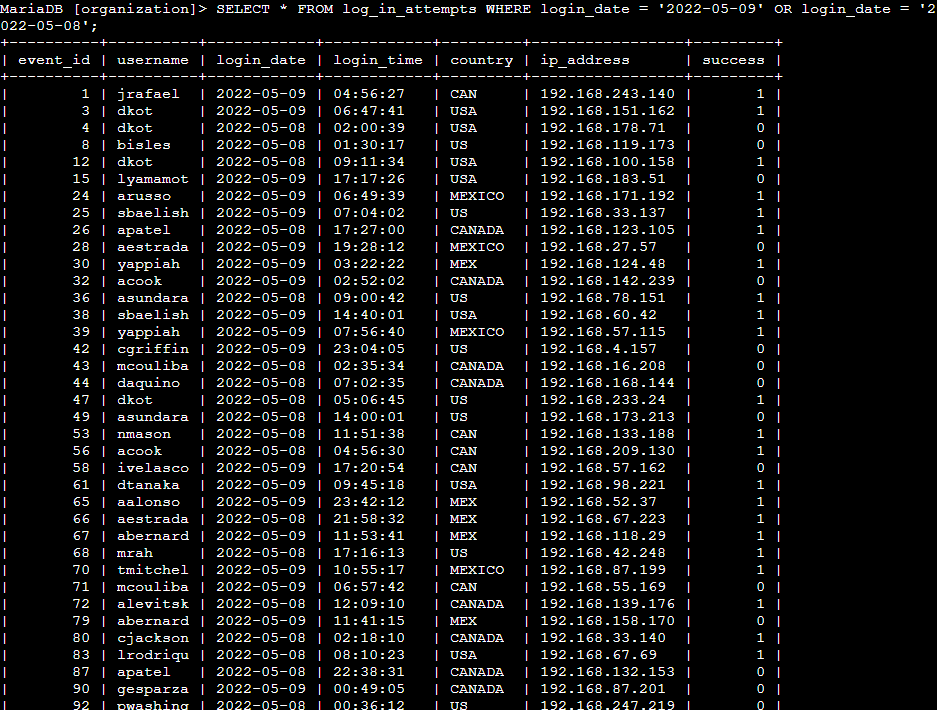 MariaDB [organization]> SELECT * FROM log_in_attempts WHERE login_date = '2022-05-09' OR login_date = '2
022-05-08';
+----------+----------+------------+------------+---------+-----------------+---------+
| event_id | username | login_date | login_time | country | ip_address      | success |
+----------+----------+------------+------------+---------+-----------------+---------+
|        1 | jrafael  | 2022-05-09 | 04:56:27   | CAN     | 192.168.243.140 |       1 |
|        3 | dkot     | 2022-05-09 | 06:47:41   | USA     | 192.168.151.162 |       1 |
|        4 | dkot     | 2022-05-08 | 02:00:39   | USA     | 192.168.178.71  |       0 |
|        8 | bisles   | 2022-05-08 | 01:30:17   | US      | 192.168.119.173 |       0 |
|       12 | dkot     | 2022-05-08 | 09:11:34   | USA     | 192.168.100.158 |       1 |
|       15 | lyamamot | 2022-05-09 | 17:17:26   | USA     | 192.168.183.51  |       0 |
|       24 | arusso   | 2022-05-09 | 06:49:39   | MEXICO  | 192.168.171.192 |       1 |
|       25 | sbaelish | 2022-05-09 | 07:04:02   | US      | 192.168.33.137  |       1 |
|       26 | apatel   | 2022-05-08 | 17:27:00   | CANADA  | 192.168.123.105 |       1 |
|       28 | aestrada | 2022-05-09 | 19:28:12   | MEXICO  | 192.168.27.57   |       0 |
|       30 | yappiah  | 2022-05-09 | 03:22:22   | MEX     | 192.168.124.48  |       1 |
|       32 | acook    | 2022-05-09 | 02:52:02   | CANADA  | 192.168.142.239 |       0 |
|       36 | asundara | 2022-05-08 | 09:00:42   | US      | 192.168.78.151  |       1 |
|       38 | sbaelish | 2022-05-08 | 14:40:01   | USA     | 192.168.60.42   |       1 |
|       39 | yappiah  | 2022-05-09 | 07:56:40   | MEXICO  | 192.168.57.115  |       1 |
|       42 | cgriffin | 2022-05-09 | 23:04:05   | US      | 192.168.4.157   |       0 |
|       43 | mcouliba | 2022-05-08 | 02:35:34   | CANADA  | 192.168.16.208  |       0 |
|       44 | daquino  | 2022-05-08 | 07:02:35   | CANADA  | 192.168.168.144 |       0 |
|       47 | dkot     | 2022-05-08 | 05:06:45   | US      | 192.168.233.24  |       1 |
|       49 | asundara | 2022-05-08 | 14:00:01   | US      | 192.168.173.213 |       0 |
|       53 | nmason   | 2022-05-08 | 11:51:38   | CAN     | 192.168.133.188 |       1 |
|       56 | acook    | 2022-05-08 | 04:56:30   | CAN     | 192.168.209.130 |       1 |
|       58 | ivelasco | 2022-05-09 | 17:20:54   | CAN     | 192.168.57.162  |       0 |
|       61 | dtanaka  | 2022-05-08 | 09:45:18   | USA     | 192.168.98.221  |       1 |
|       65 | aalonso  | 2022-05-09 | 23:42:12   | MEX     | 192.168.52.37   |       1 |
|       66 | aestrada | 2022-05-08 | 21:58:32   | MEX     | 192.168.67.223  |       1 |
|       67 | abernard | 2022-05-09 | 11:53:41   | MEX     | 192.168.118.29  |       1 |
|       68 | mrah     | 2022-05-08 | 17:16:13   | US      | 192.168.42.248  |       1 |
|       70 | tmitchel | 2022-05-09 | 10:55:17   | MEXICO  | 192.168.87.199  |       1 |
|       71 | mcouliba | 2022-05-09 | 06:57:42   | CAN     | 192.168.55.169  |       0 |
|       72 | alevitsk | 2022-05-08 | 12:09:10   | CANADA  | 192.168.139.176 |       1 |
|       79 | abernard | 2022-05-09 | 11:41:15   | MEX     | 192.168.158.170 |       0 |
|       80 | cjackson | 2022-05-08 | 02:18:10   | CANADA  | 192.168.33.140  |       1 |
|       83 | lrodriqu | 2022-05-08 | 08:10:23   | USA     | 192.168.67.69   |       1 |
|       87 | apatel   | 2022-05-08 | 22:38:31   | CANADA  | 192.168.132.153 |       0 |
|       90 | gesparza | 2022-05-09 | 00:49:05   | CANADA  | 192.168.87.201  |       0 |
|       92 | pwashing | 2022-05-08 | 00:36:12   | US      | 192.168.247.219 |       0 |